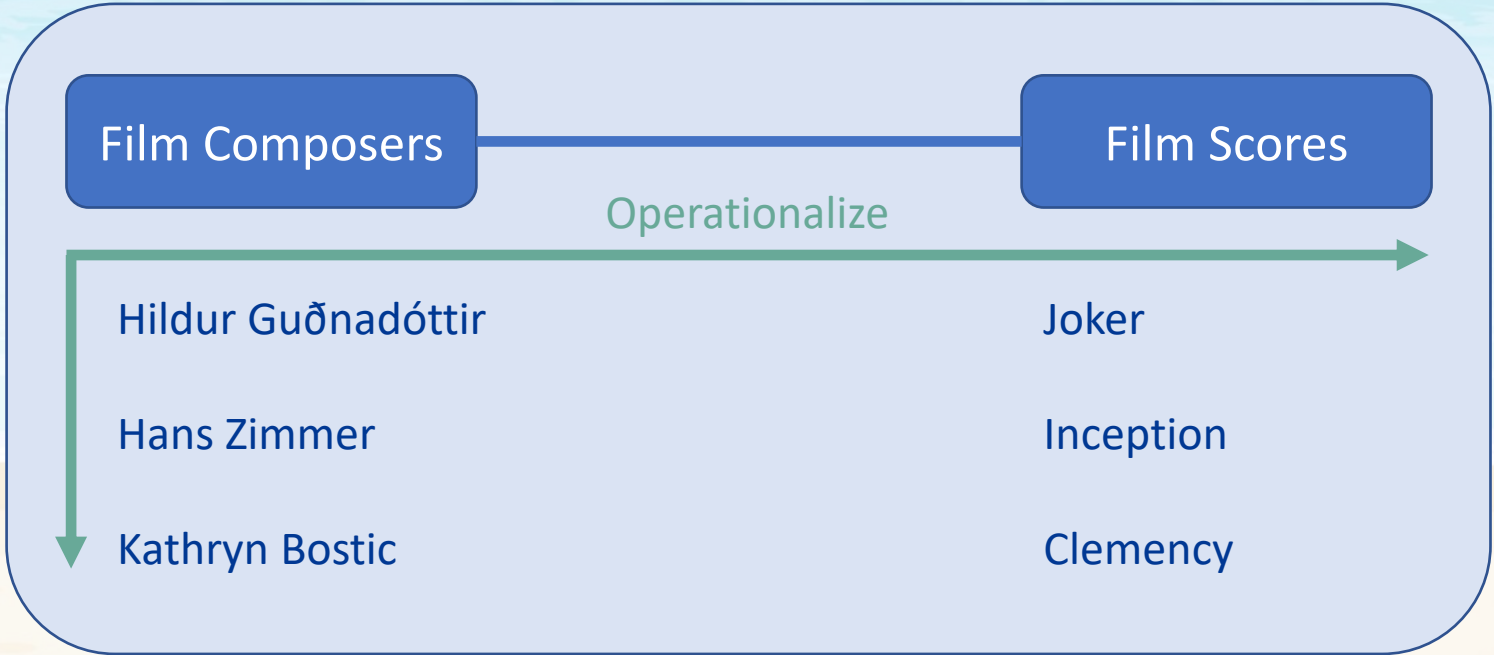 Film Composers
Film Scores
Operationalize
Hildur Guðnadóttir
Joker
Hans Zimmer
Inception
Kathryn Bostic
Clemency